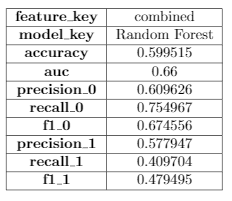 feature_key combined
model_key Random Forest
accuracy 0.599515
auc 0.66
precision_0 0.609626
recall_0 0.754967
f1_0 0.674556
precision_1 0.577947
recall_1 0.409704
f1_1 0.479495